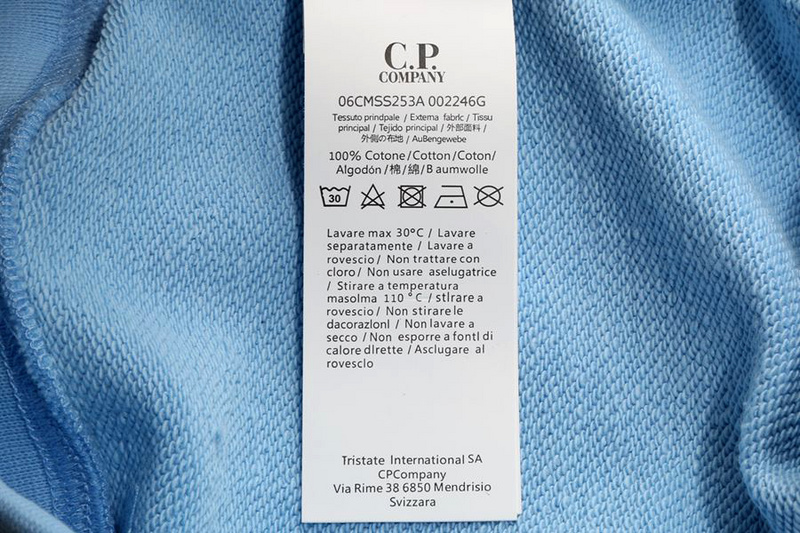 C.P.
COMPANY
06CMSS253A 002246G
Tessuto prindpale / Externa fabrlc / Tissu
principal / Tejido principal / 外部面料 /
外側の布地 / AuBengewebe
100% Cotone/Cotton/Coton/
Algodón /棉/綿/B aumwolle
30
Lavare max 30°C / Lavare
separatamente / Lavare a
rovescio / Non trattare con
cloro / Non usare aselugatrice
/ Stirare a temperatura
masolma 110 °C / stlrare a
rovescio / Non stirare le
dacorazlonl / Non lavare a
secco / Non esporre a fontl di
calore dlrette / Asclugare al
rovesclo
Tristate International SA
CPCompany
Via Rime 38 6850 Mendrisio
Svizzara